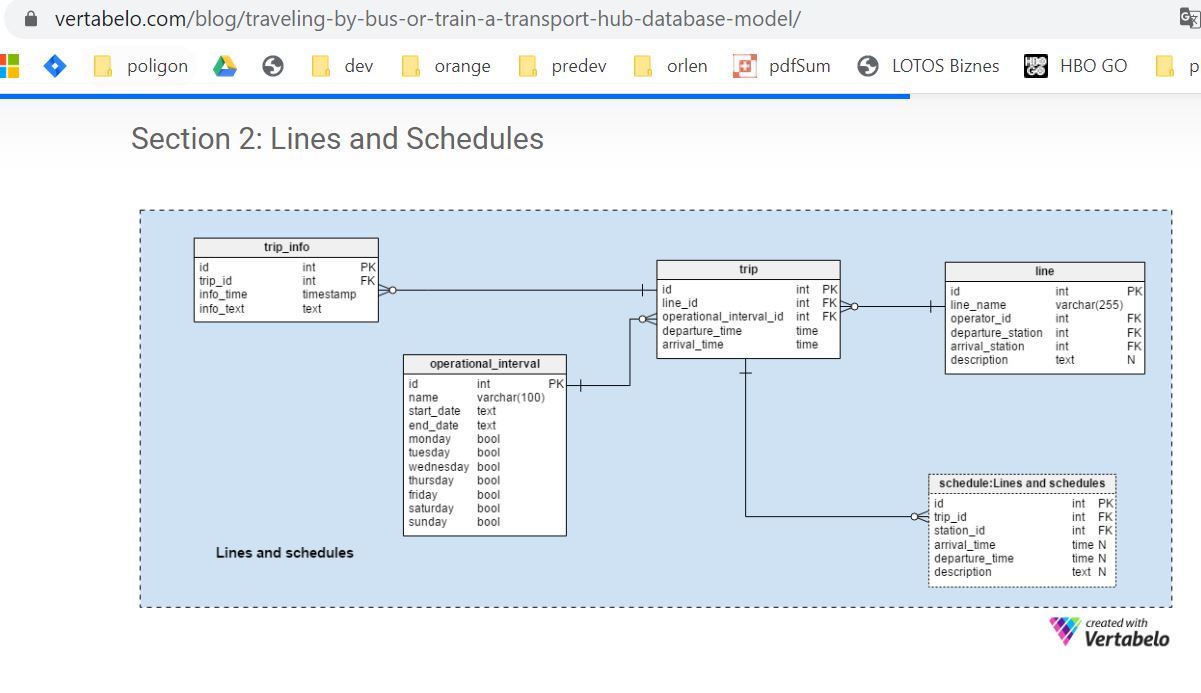 vertabelo.com/blog/traveling-by-bus-or-train-a-transport-hub-database-model/
poligon dev orange predev orlen pdfSum LOTOS Biznes HBO GO HBO GO p
Section 2: Lines and Schedules
trip_info
id int PK
trip_id int FK
info_time timestamp
info_text text
operational_interval
id int PK
name varchar(100)
start_date text
end_date text
monday bool
tuesday bool
wednesday bool
thursday bool
friday bool
saturday bool
sunday bool
trip
id int PK
line_id int FK
operational_interval_id int FK
departure_time time
arrival_time time
line
id int PK
line_name varchar(255)
operator_id int FK
departure_station int FK
arrival_station int FK
description text N
schedule:Lines and schedules
id int PK
trip_id int FK
station_id int FK
arrival_time time N
departure_time time N
description text N
Lines and schedules
created with
Vertabelo